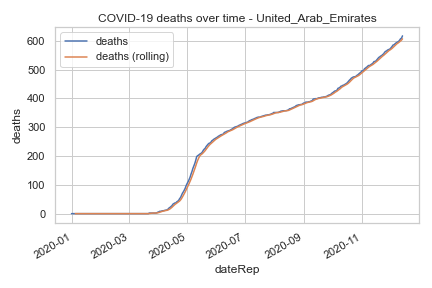 COVID-19 deaths over time - United_Arab_Emirates
deaths
deaths (rolling)
600
500
400
300
200
100
0
deaths
2020-01
2020-03
2020-05
2020-07
2020-09
2020-11
dateRep